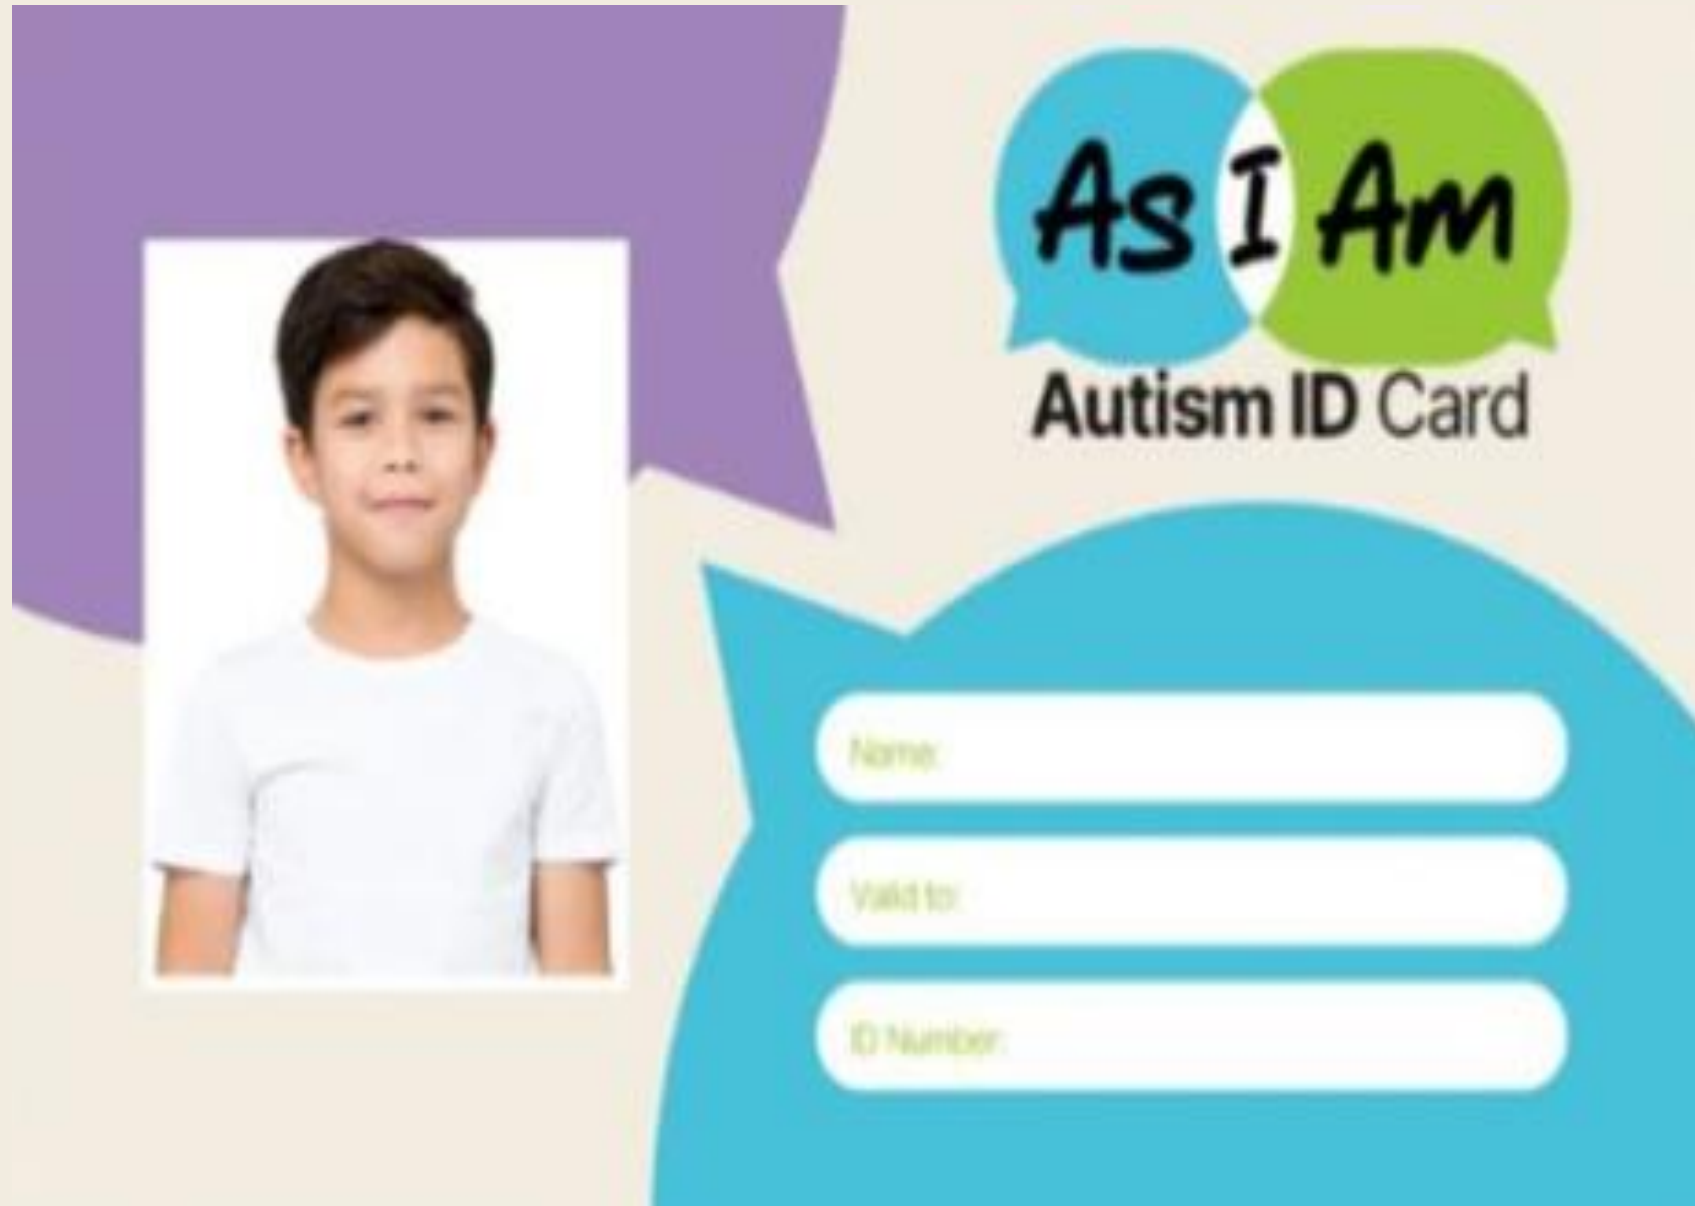 As I Am
Autism ID Card
Name:
Valid to:
ID Number: